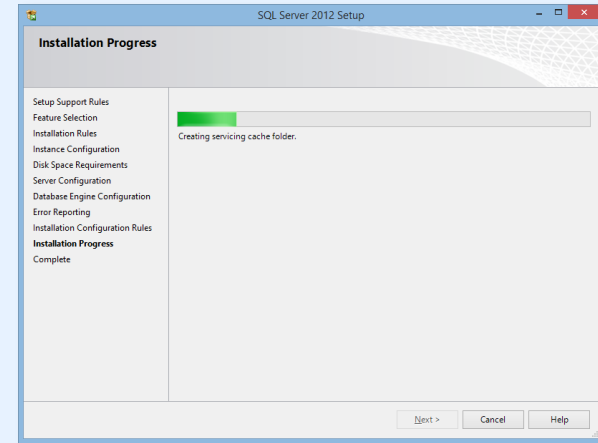 SQL Server 2012 Setup
Installation Progress
Setup Support Rules
Feature Selection
Installation Rules
Instance Configuration
Disk Space Requirements
Server Configuration
Database Engine Configuration
Error Reporting
Installation Configuration Rules
Installation Progress
Complete
Creating servicing cache folder.
Next >
Cancel
Help